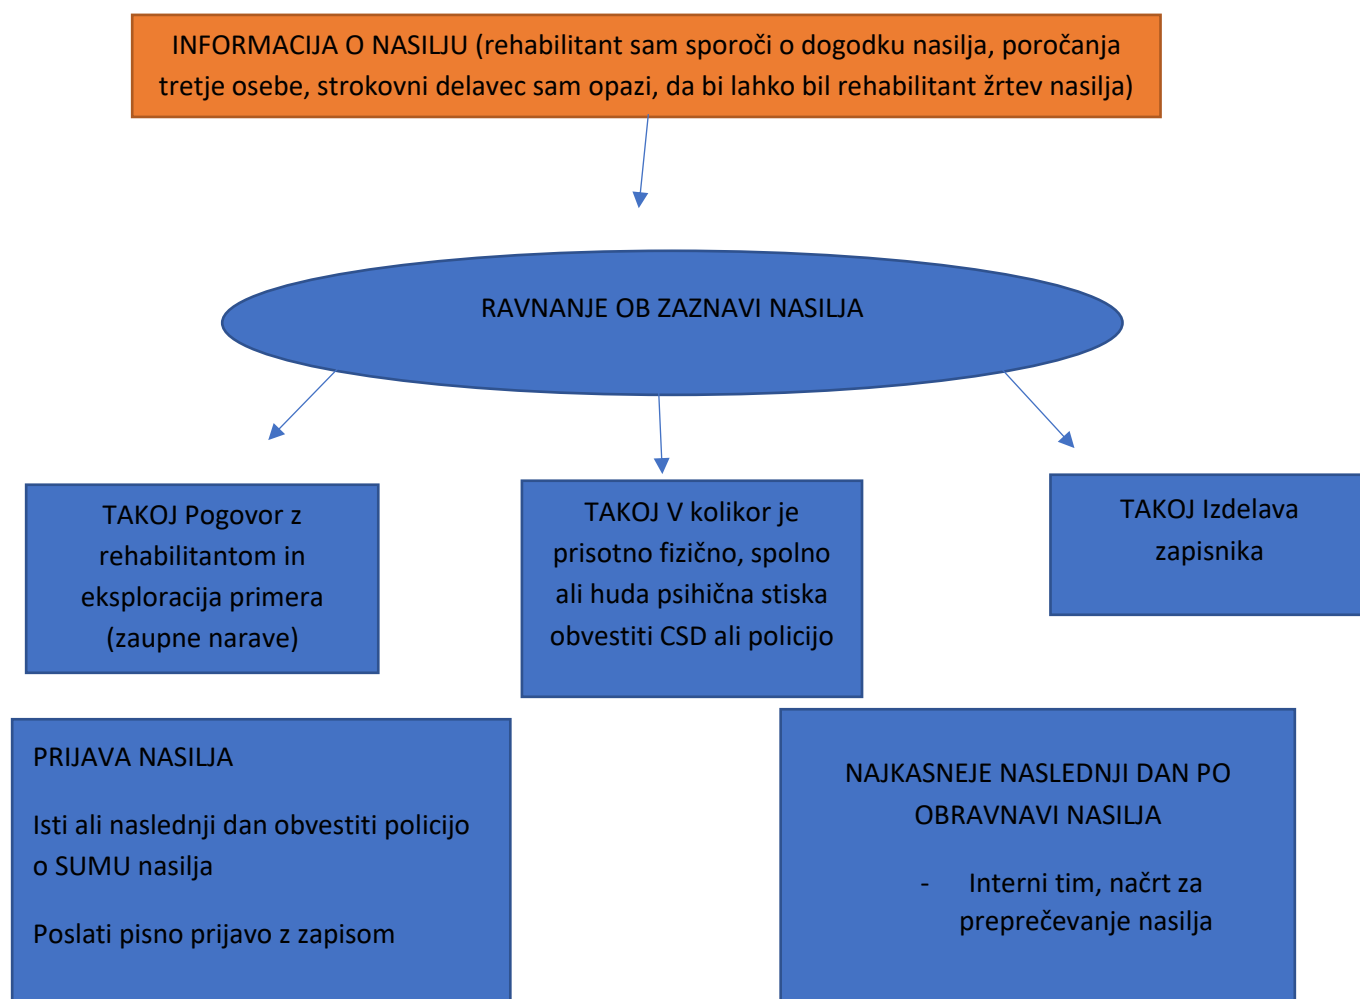 INFORMACIJA O NASILJU (rehabilitant sam sporoči o dogodku nasilja, poročanja
tretje osebe, strokovni delavec sam opazi, da bi lahko bil rehabilitant žrtev nasilja)
RAVNANJE OB ZAZNAVI NASILJA
TAKOJ Pogovor z
rehabilitantom in
eksploracija primera
(zaupne narave)
TAKOJ V kolikor je
prisotno fizično, spolno
ali huda psihična stiska
obvestiti CSD ali policijo
TAKOJ Izdelava
zapisnika
PRIJAVA NASILJA
Isti ali naslednji dan obvestiti policijo
o SUMU nasilja
Poslati pisno prijavo z zapisom
NAJKASNEJE NASLEDNJI DAN PO
OBRAVNAVI NASILJA
- Interni tim, načrt za
preprečevanje nasilja